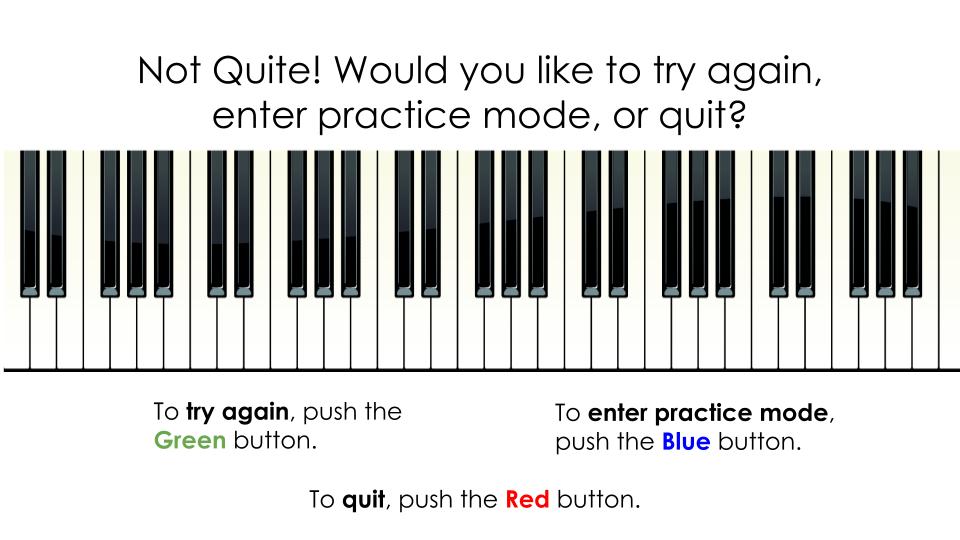 Not Quite! Would you like to try again,
enter practice mode, or quit?
To try again, push the
Green button.
To enter practice mode,
push the Blue button.
To quit, push the Red button.